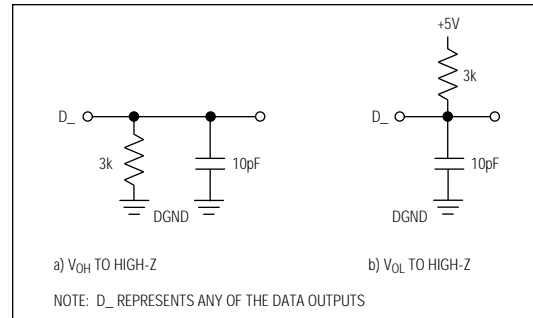 +5V
3k
D_
D_
3k
10pF
10pF
DGND
DGND
a) VOH TO HIGH-Z
b) VOL TO HIGH-Z
NOTE: D_ REPRESENTS ANY OF THE DATA OUTPUTS